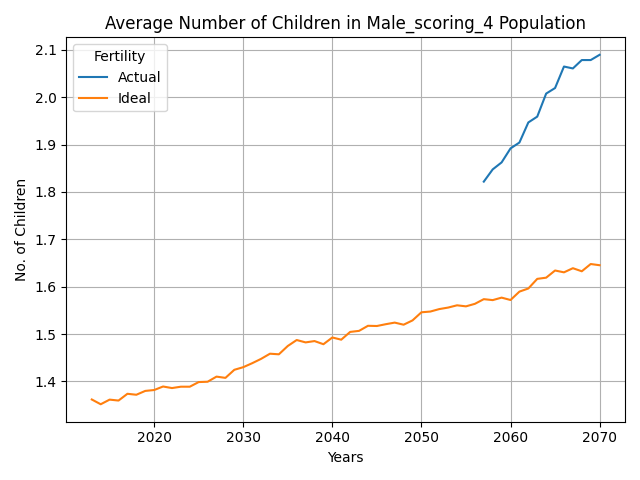 Average Number of Children in Male_scoring_4 Population
Fertility
Actual
Ideal
2.1
2.0
1.9
1.8
1.7
1.6
1.5
1.4
No. of Children
2020
2030
2040
2050
2060
2070
Years